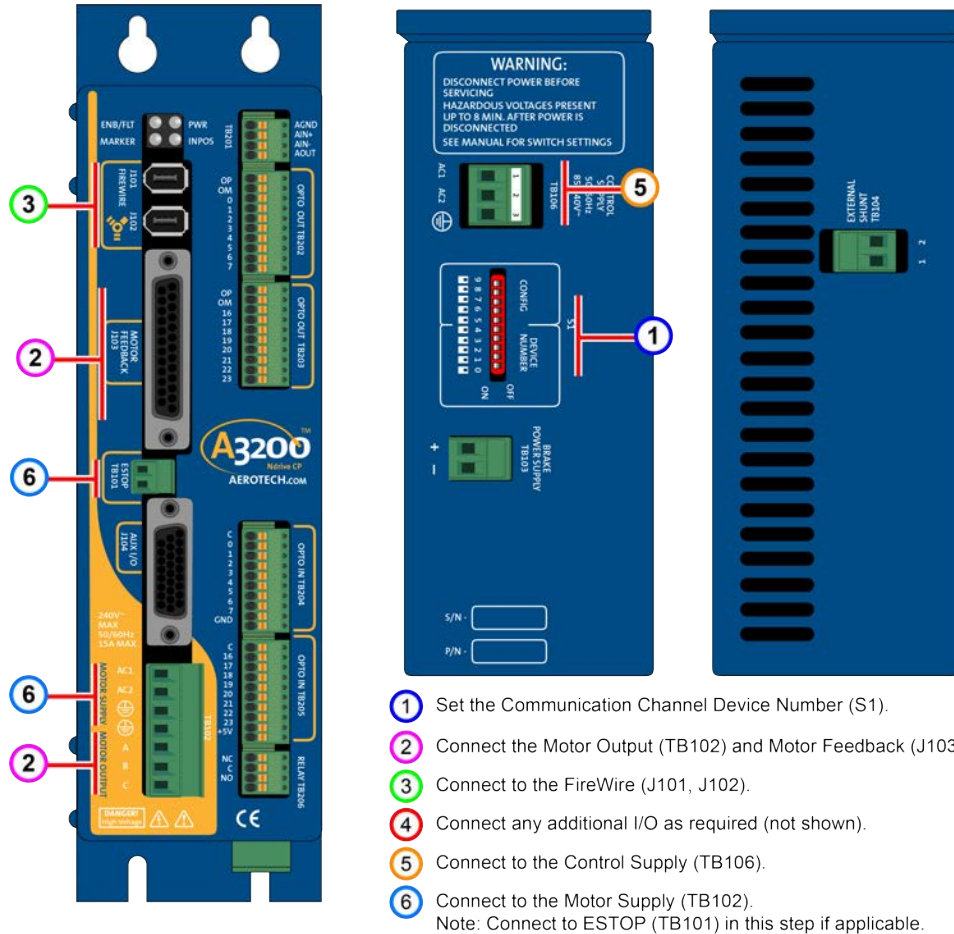 ENB/FLT
PWR
MARKER
INPOS
TB201
AGND
AIN+
AIN-
AOUT
J101
FIREWIRE
J102
3
OP
OM
0
1
2
3
4
5
6
7
OPTO OUT TB202
OP
OM
16
17
18
19
20
21
22
23
OPTO OUT TB203
MOTOR
FEEDBACK
J103
2
A3200™
Ndrive CP
AEROTECH.COM
ESTOP
TB101
6
AUX I/O
J104
C
0
1
2
3
4
5
6
7
GND
OPTO IN TB204
C
16
17
18
19
20
21
22
23
+5V
OPTO IN TB205
240V~
MAX
50/60Hz
15A MAX
MOTOR SUPPLY
AC1
AC2
6
TB102
MOTOR OUTPUT
A
B
C
2
NC
C
NO
RELAY TB206
DANGER!
High Voltage
CE
WARNING:
DISCONNECT POWER BEFORE
SERVICING
HAZARDOUS VOLTAGES PRESENT
UP TO 8 MIN. AFTER POWER IS
DISCONNECTED
SEE MANUAL FOR SWITCH SETTINGS
AC1
AC2
1
2
3
TB106
5
S1
CONFIG
DEVICE
NUMBER
9 8 7 6 5 4 3 2 1 0
ON
OFF
1
+
–
BRAKE
POWER SUPPLY
TB103
S/N -
P/N -
EXTERNAL
SHUNT
TB104
1 2
1 Set the Communication Channel Device Number (S1).
2 Connect the Motor Output (TB102) and Motor Feedback (J103
3 Connect to the FireWire (J101, J102).
4 Connect any additional I/O as required (not shown).
5 Connect to the Control Supply (TB106).
6 Connect to the Motor Supply (TB102).
Note: Connect to ESTOP (TB101) in this step if applicable.